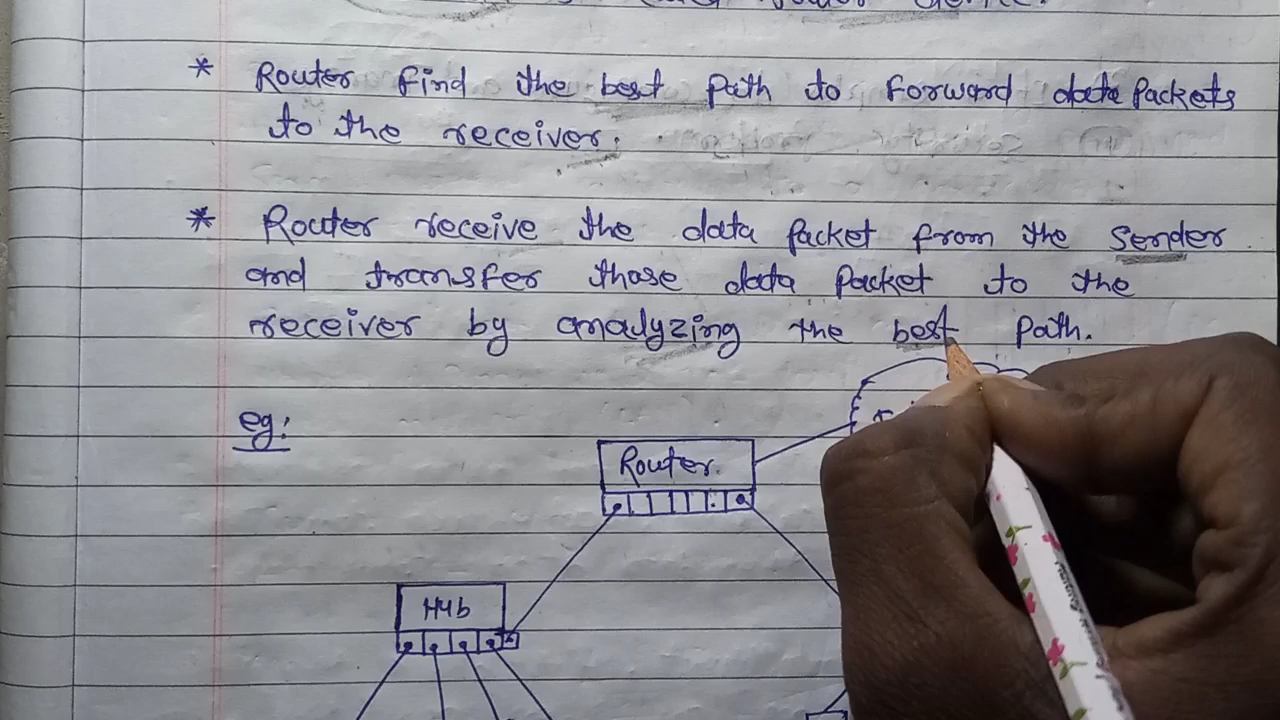 * Router find the best path to forward data packets
to the receiver.
* Router receive the data packet from the sender
and transfer those data packet to the
receiver by analyzing the best path.
eg:
Router.
Hub